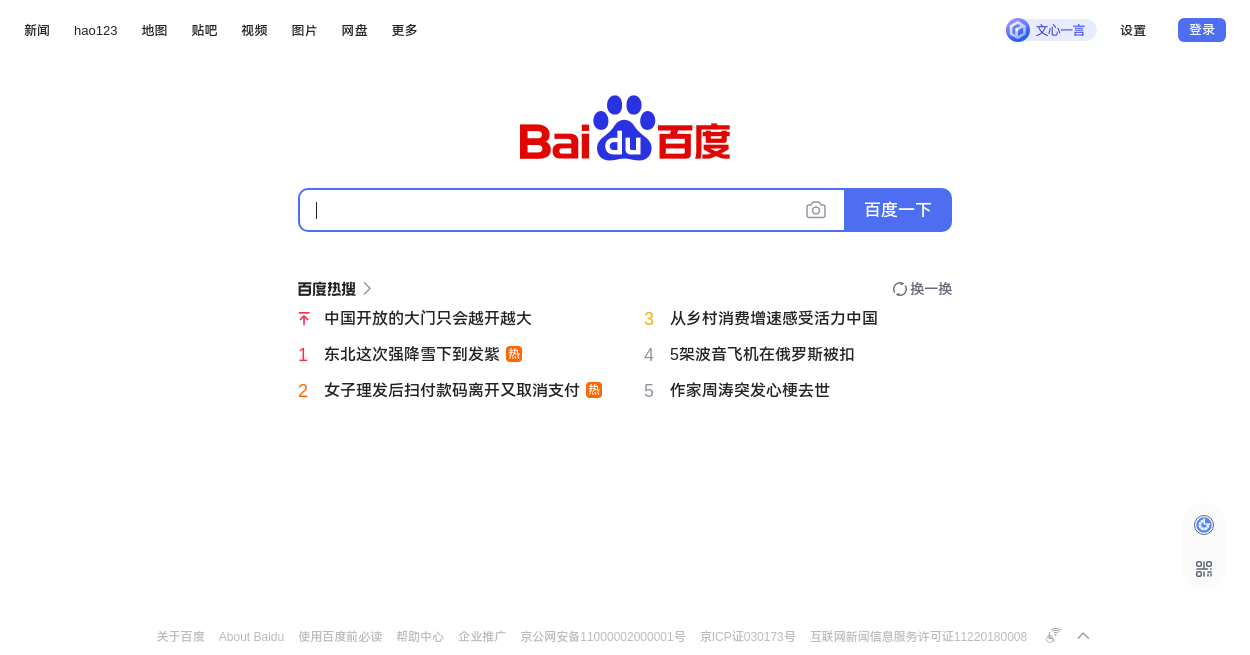 新闻 hao123 地图 贴吧 视频 图片 网盘 更多 文心一言 设置 登录
Bai du 百度
百度一下
百度热搜 换一换
中国开放的大门只会越开越大
1 东北这次强降雪下到发紫 热
2 女子理发后扫付款码离开又取消支付 热
3 从乡村消费增速感受活力中国
4 5架波音飞机在俄罗斯被扣
5 作家周涛突发心梗去世
关于百度 About Baidu 使用百度前必读 帮助中心 企业推广 京公网安备11000002000001号 京ICP证030173号 互联网新闻信息服务许可证11220180008